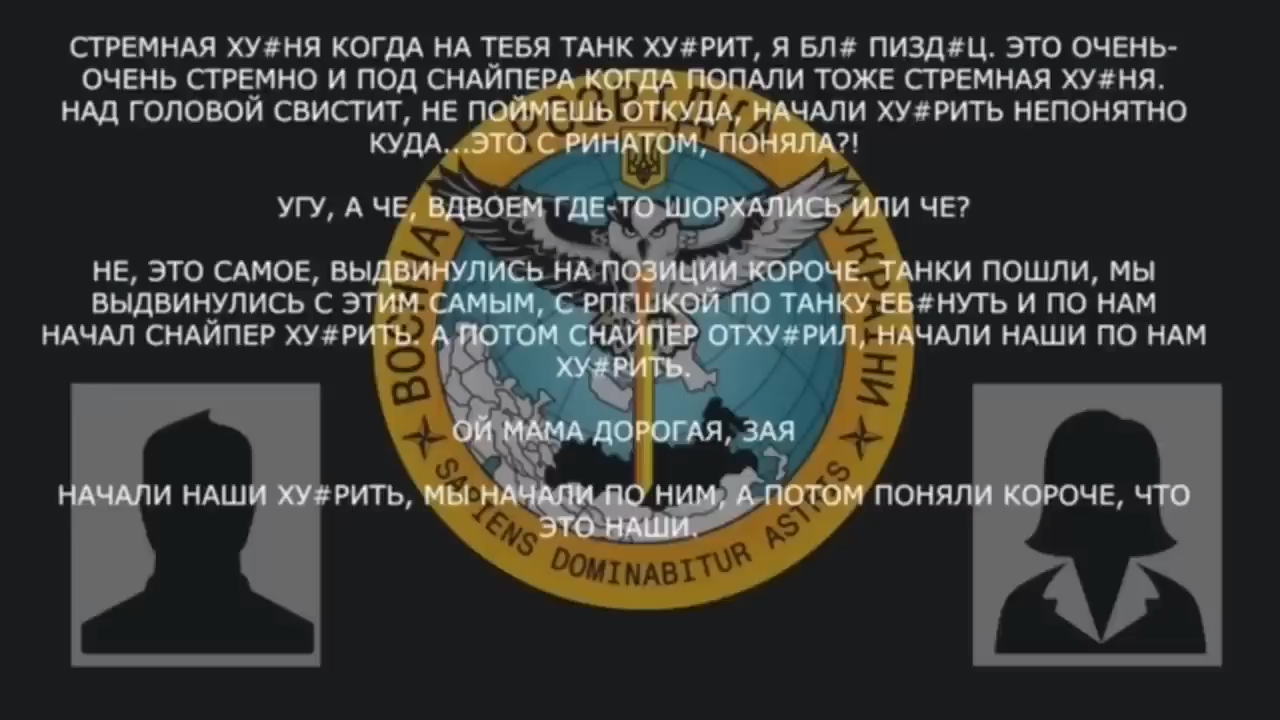 СТРЕМНАЯ ХУ#НЯ КОГДА НА ТЕБЯ ТАНК ХУ#РИТ, Я БЛ# ПИЗД#Ц. ЭТО ОЧЕНЬ-
ОЧЕНЬ СТРЕМНО И ПОД СНАЙПЕРА КОГДА ПОПАЛИ ТОЖЕ СТРЕМНАЯ ХУ#НЯ.
НАД ГОЛОВОЙ СВИСТИТ, НЕ ПОЙМЕШЬ ОТКУДА, НАЧАЛИ ХУ#РИТЬ НЕПОНЯТНО
КУДА...ЭТО С РИНАТОМ, ПОНЯЛА?!
УГУ, А ЧЕ, ВДВОЕМ ГДЕ-ТО ШОРХАЛИСЬ ИЛИ ЧЕ?
НЕ, ЭТО САМОЕ, ВЫДВИНУЛИСЬ НА ПОЗИЦИИ КОРОЧЕ. ТАНКИ ПОШЛИ, МЫ
ВЫДВИНУЛИСЬ С ЭТИМ САМЫМ, С РПГШКОЙ ПО ТАНКУ ЕБ#НУТЬ И ПО НАМ
НАЧАЛ СНАЙПЕР ХУ#РИТЬ. А ПОТОМ СНАЙПЕР ОТХУ#РИЛ, НАЧАЛИ НАШИ ПО НАМ
ХУ#РИТЬ.
ОЙ МАМА ДОРОГАЯ, ЗАЯ
НАЧАЛИ НАШИ ХУ#РИТЬ, МЫ НАЧАЛИ ПО НИМ, А ПОТОМ ПОНЯЛИ КОРОЧЕ, ЧТО
ЭТО НАШИ.
ВОЄННА РОЗВІДКА УКРАЇНИ
SAPIENS DOMINABITUR ASTRIS